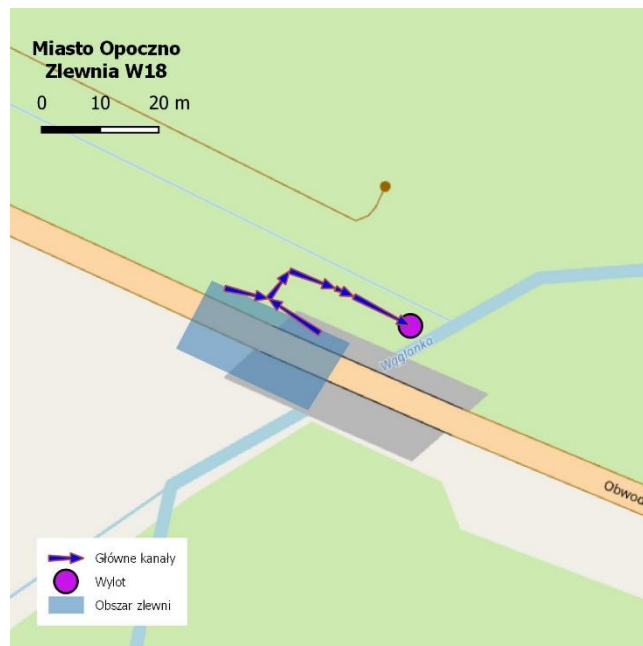 Miasto Opoczno
Zlewnia W18
0 10 20 m
Wąglanka
Obwod
Główne kanały
Wylot
Obszar zlewni